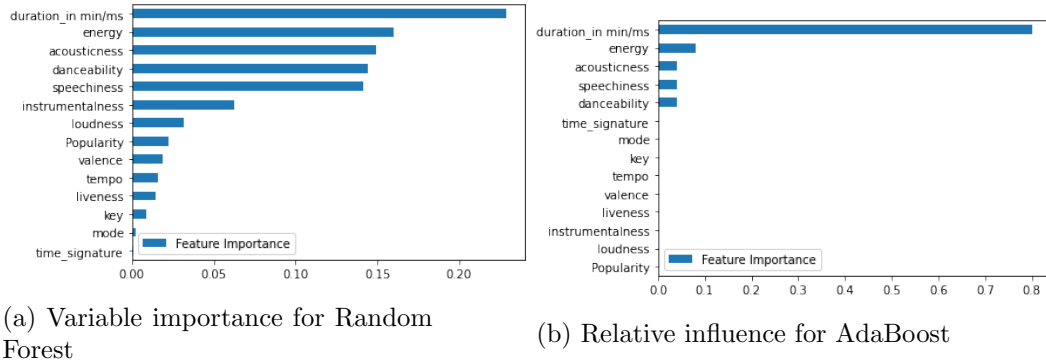 duration_in min/ms
energy
acousticness
danceability
speechiness
instrumentalness
loudness
Popularity
valence
tempo
liveness
key
mode
time_signature
Feature Importance
0.00 0.05 0.10 0.15 0.20
(a) Variable importance for Random
Forest
duration_in min/ms
energy
acousticness
speechiness
danceability
time_signature
mode
key
tempo
valence
liveness
instrumentalness
loudness
Popularity
Feature Importance
0.0 0.1 0.2 0.3 0.4 0.5 0.6 0.7 0.8
(b) Relative influence for AdaBoost